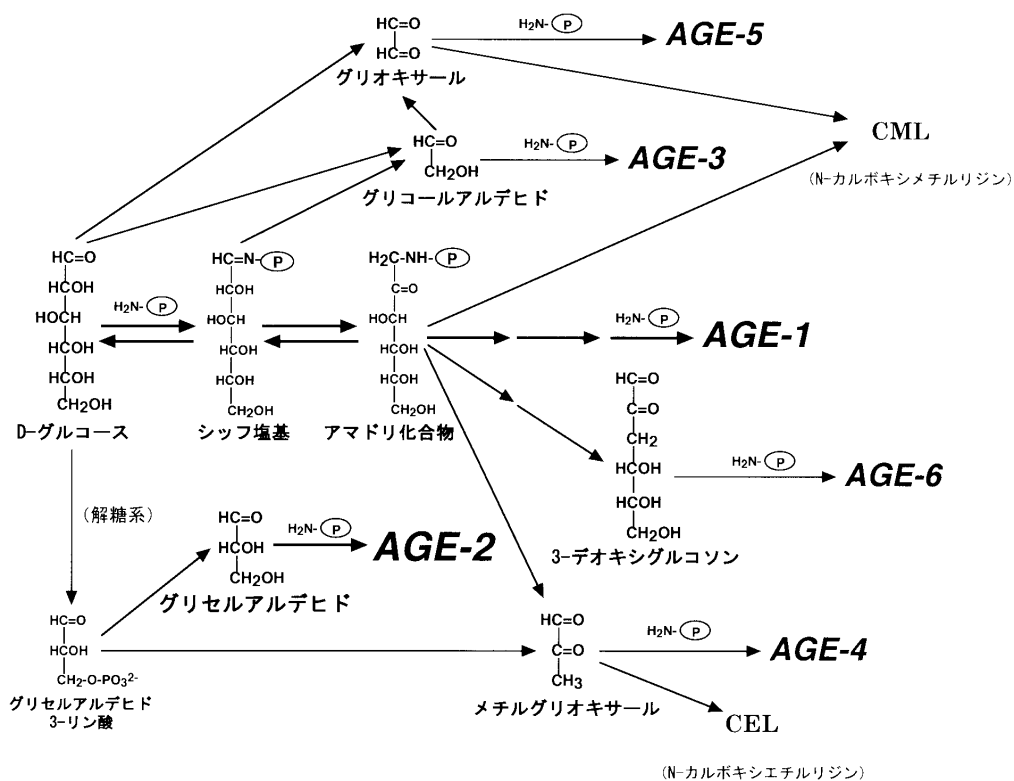 HC=O
HC=O
グリオキサール
H2N- P
AGE-5
HC=O
CH2OH
グリコールアルデヒド
H2N- P
AGE-3
CML
(N-カルボキシメチルリジン)
HC=O
HCOH
HOCH
HCOH
HCOH
CH2OH
D-グルコース
H2N- P
HC=N- P
HCOH
HOCH
HCOH
HCOH
CH2OH
シッフ塩基
H2C-NH- P
C=O
HOCH
HCOH
HCOH
CH2OH
アマドリ化合物
H2N- P
AGE-1
HC=O
C=O
CH2
HCOH
HCOH
CH2OH
3-デオキシグルコソン
H2N- P
AGE-6
(解糖系)
HC=O
HCOH
CH2OH
グリセルアルデヒド
H2N- P
AGE-2
HC=O
HCOH
CH2-O-PO32-
グリセルアルデヒド
3-リン酸
HC=O
C=O
CH3
メチルグリオキサール
H2N- P
AGE-4
CEL
(N-カルボキシエチルリジン)